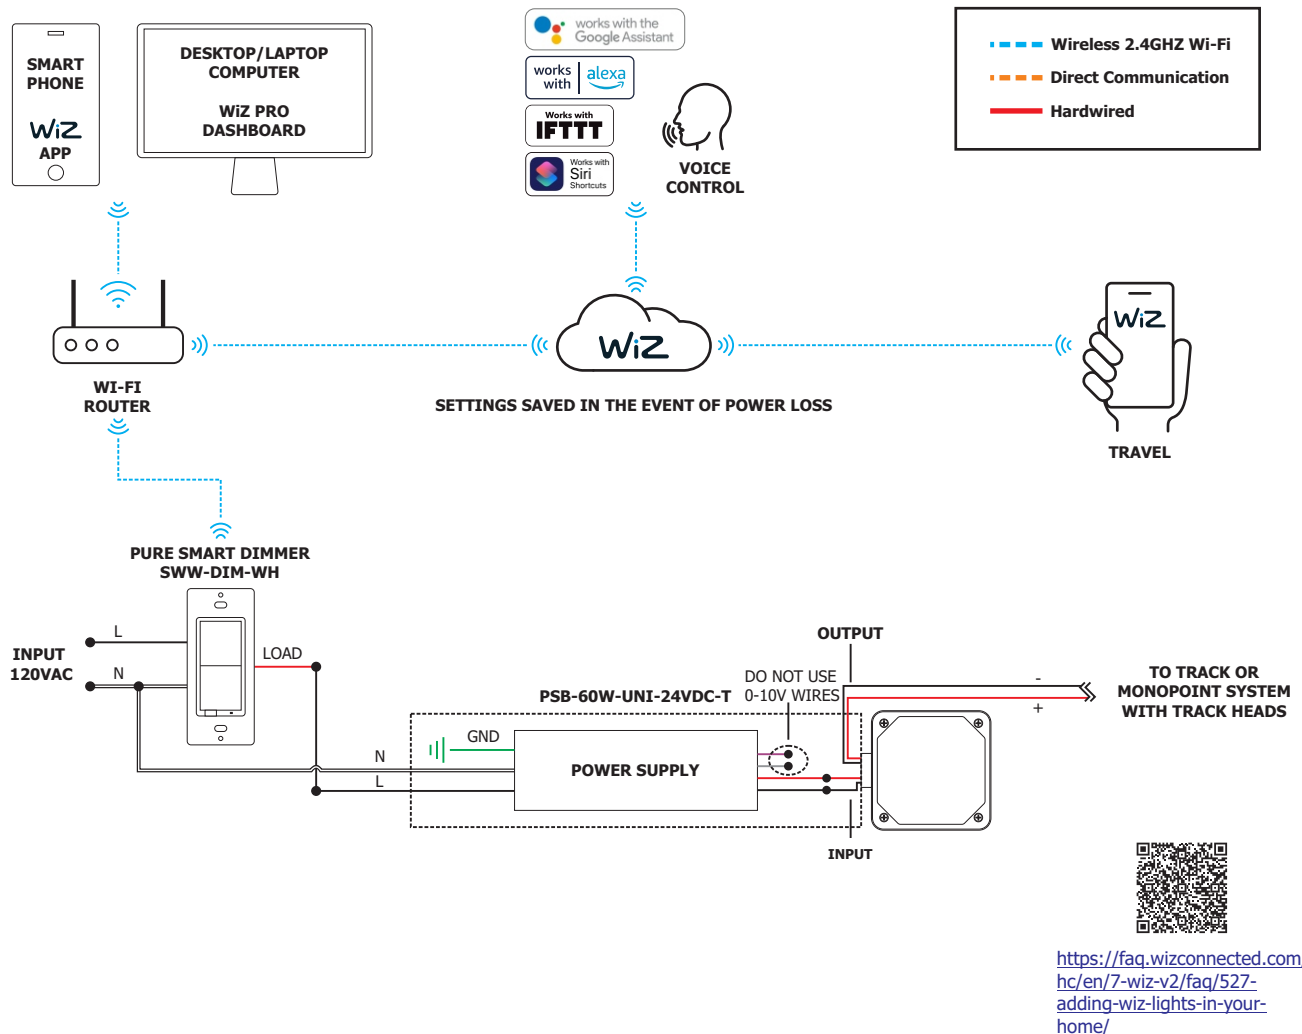 SMART
PHONE
WiZ
APP
DESKTOP/LAPTOP
COMPUTER
WiZ PRO
DASHBOARD
works with the
Google Assistant
works
with
alexa
Works with
IFTTT
Works with
Siri
Shortcuts
VOICE
CONTROL
Wireless 2.4GHZ Wi-Fi
Direct Communication
Hardwired
WI-FI
ROUTER
WiZ
SETTINGS SAVED IN THE EVENT OF POWER LOSS
WiZ
TRAVEL
PURE SMART DIMMER
SWW-DIM-WH
INPUT
120VAC
L
N
LOAD
N
L
GND
PSB-60W-UNI-24VDC-T
POWER SUPPLY
DO NOT USE
0-10V WIRES
OUTPUT
INPUT
-
+
TO TRACK OR
MONOPOINT SYSTEM
WITH TRACK HEADS
https://faq.wizconnected.com
hc/en/7-wiz-v2/faq/527-
adding-wiz-lights-in-your-
home/